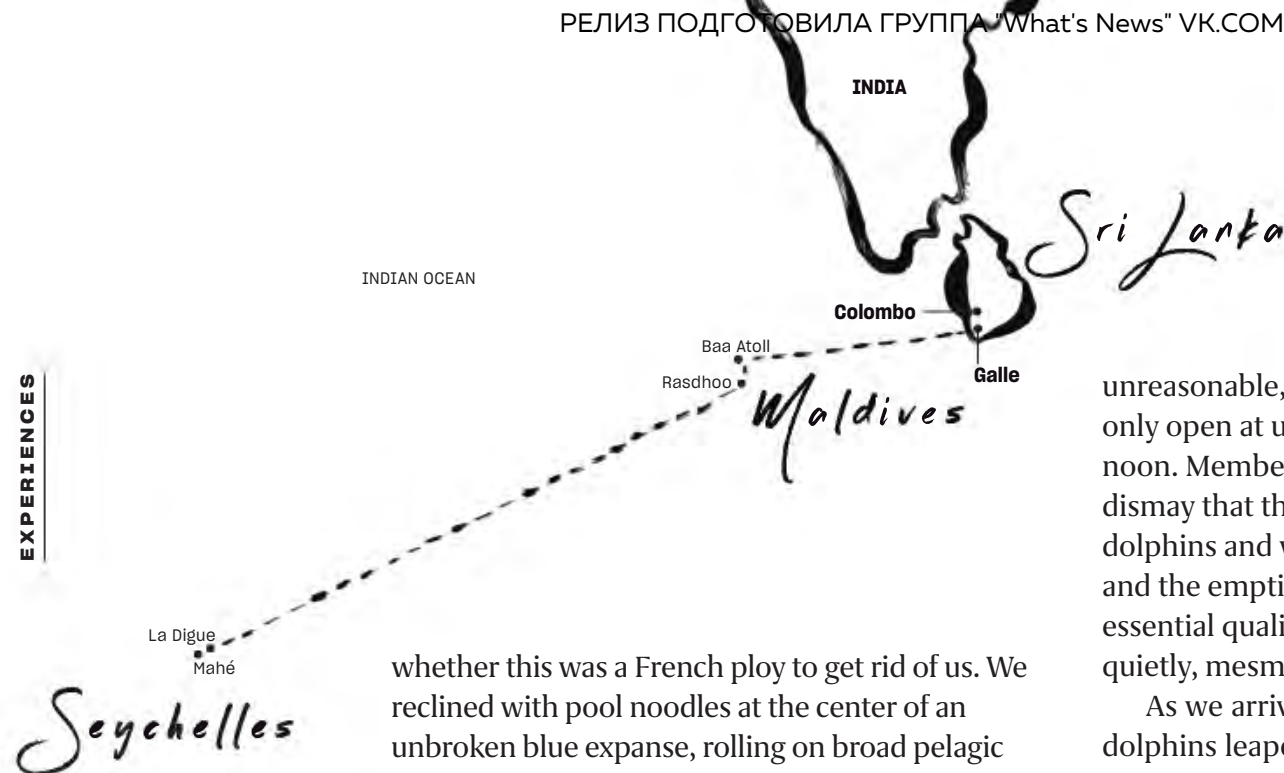 РЕЛИЗ ПОДГОТОВИЛА ГРУППА "What's News" VK.COM
INDIA
Sri Lanka
INDIAN OCEAN
Colombo
Baa Atoll
Rasdhoo
Galle
Maldives
EXPERIENCES
La Digue
Mahé
Seychelles
whether this was a French ploy to get rid of us. We
reclined with pool noodles at the center of an
unbroken blue expanse, rolling on broad pelagic
unreasonable,
only open at u
noon. Membe
dismay that th
dolphins and
and the empti
essential quali
quietly, mesm
As we arriv
dolphins leape